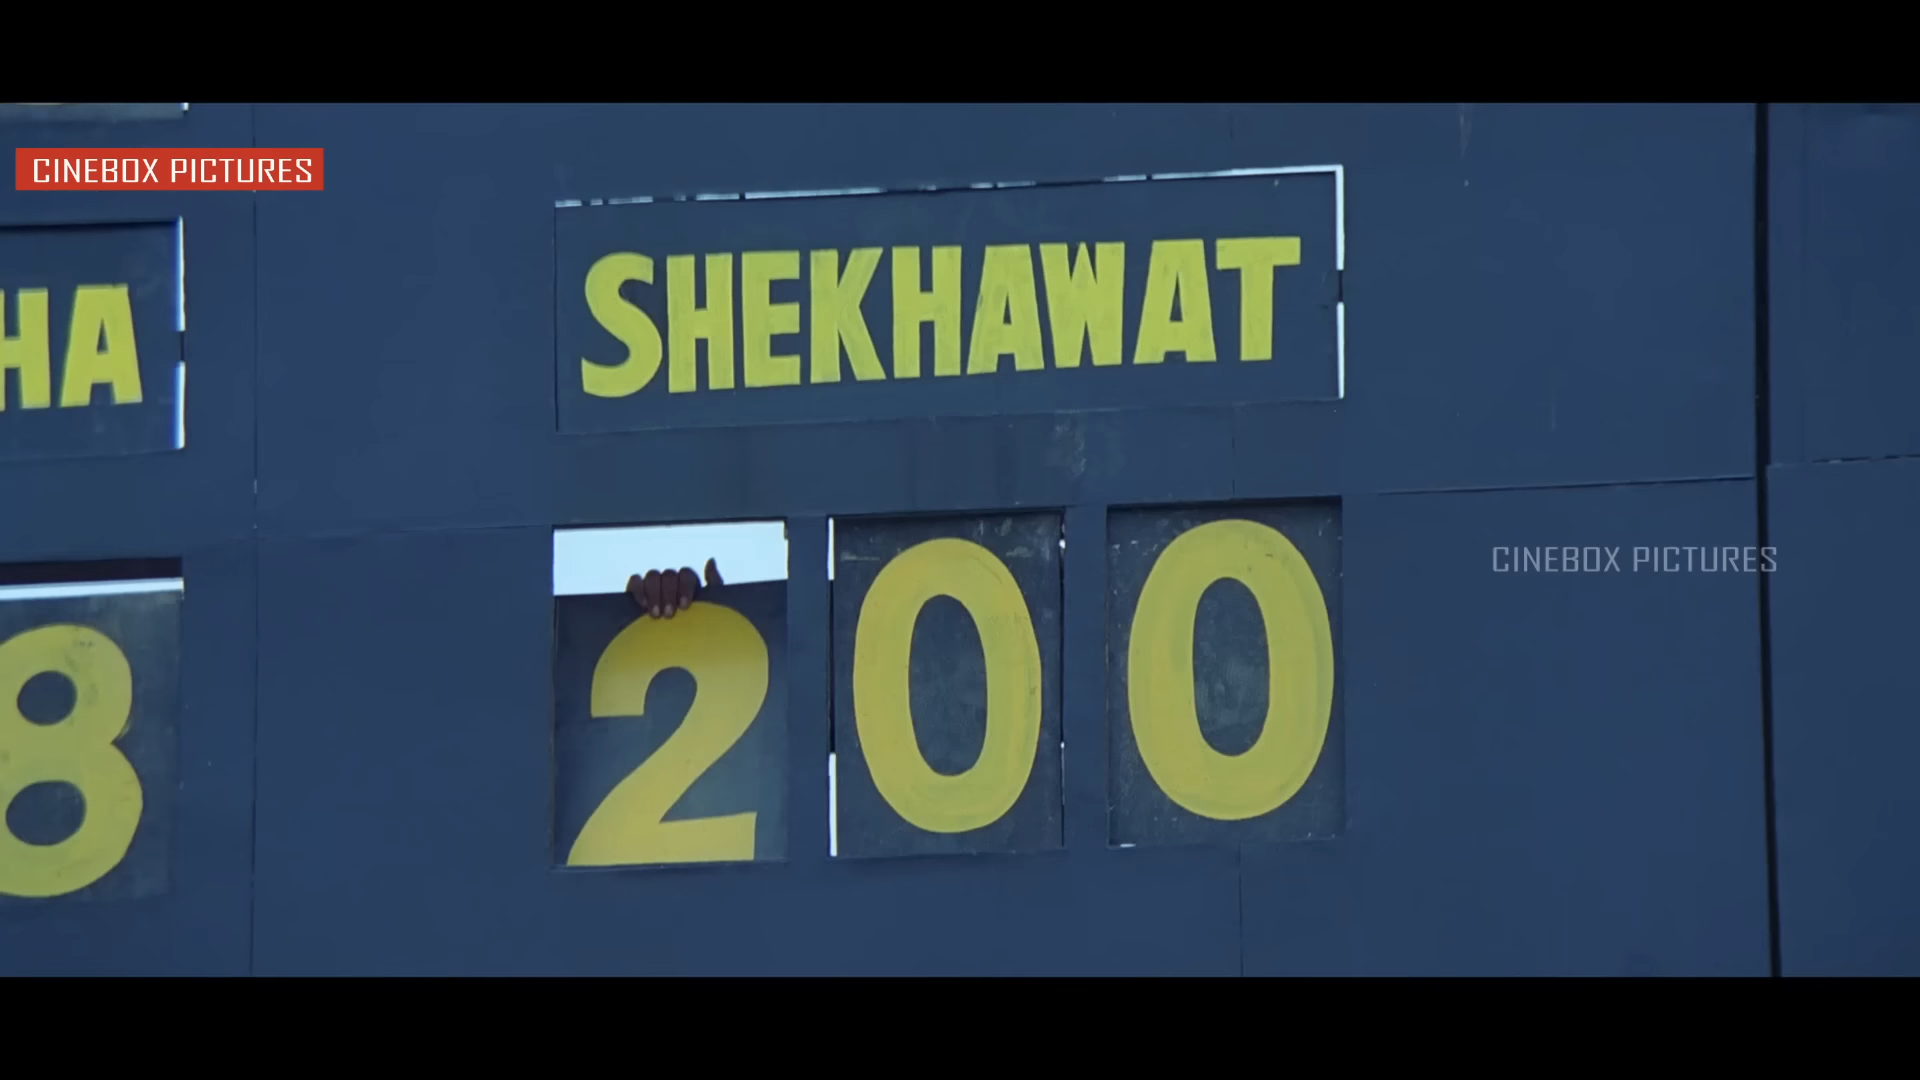 CINEBOX PICTURES
HA
SHEKHAWAT
8
200
CINEBOX PICTURES